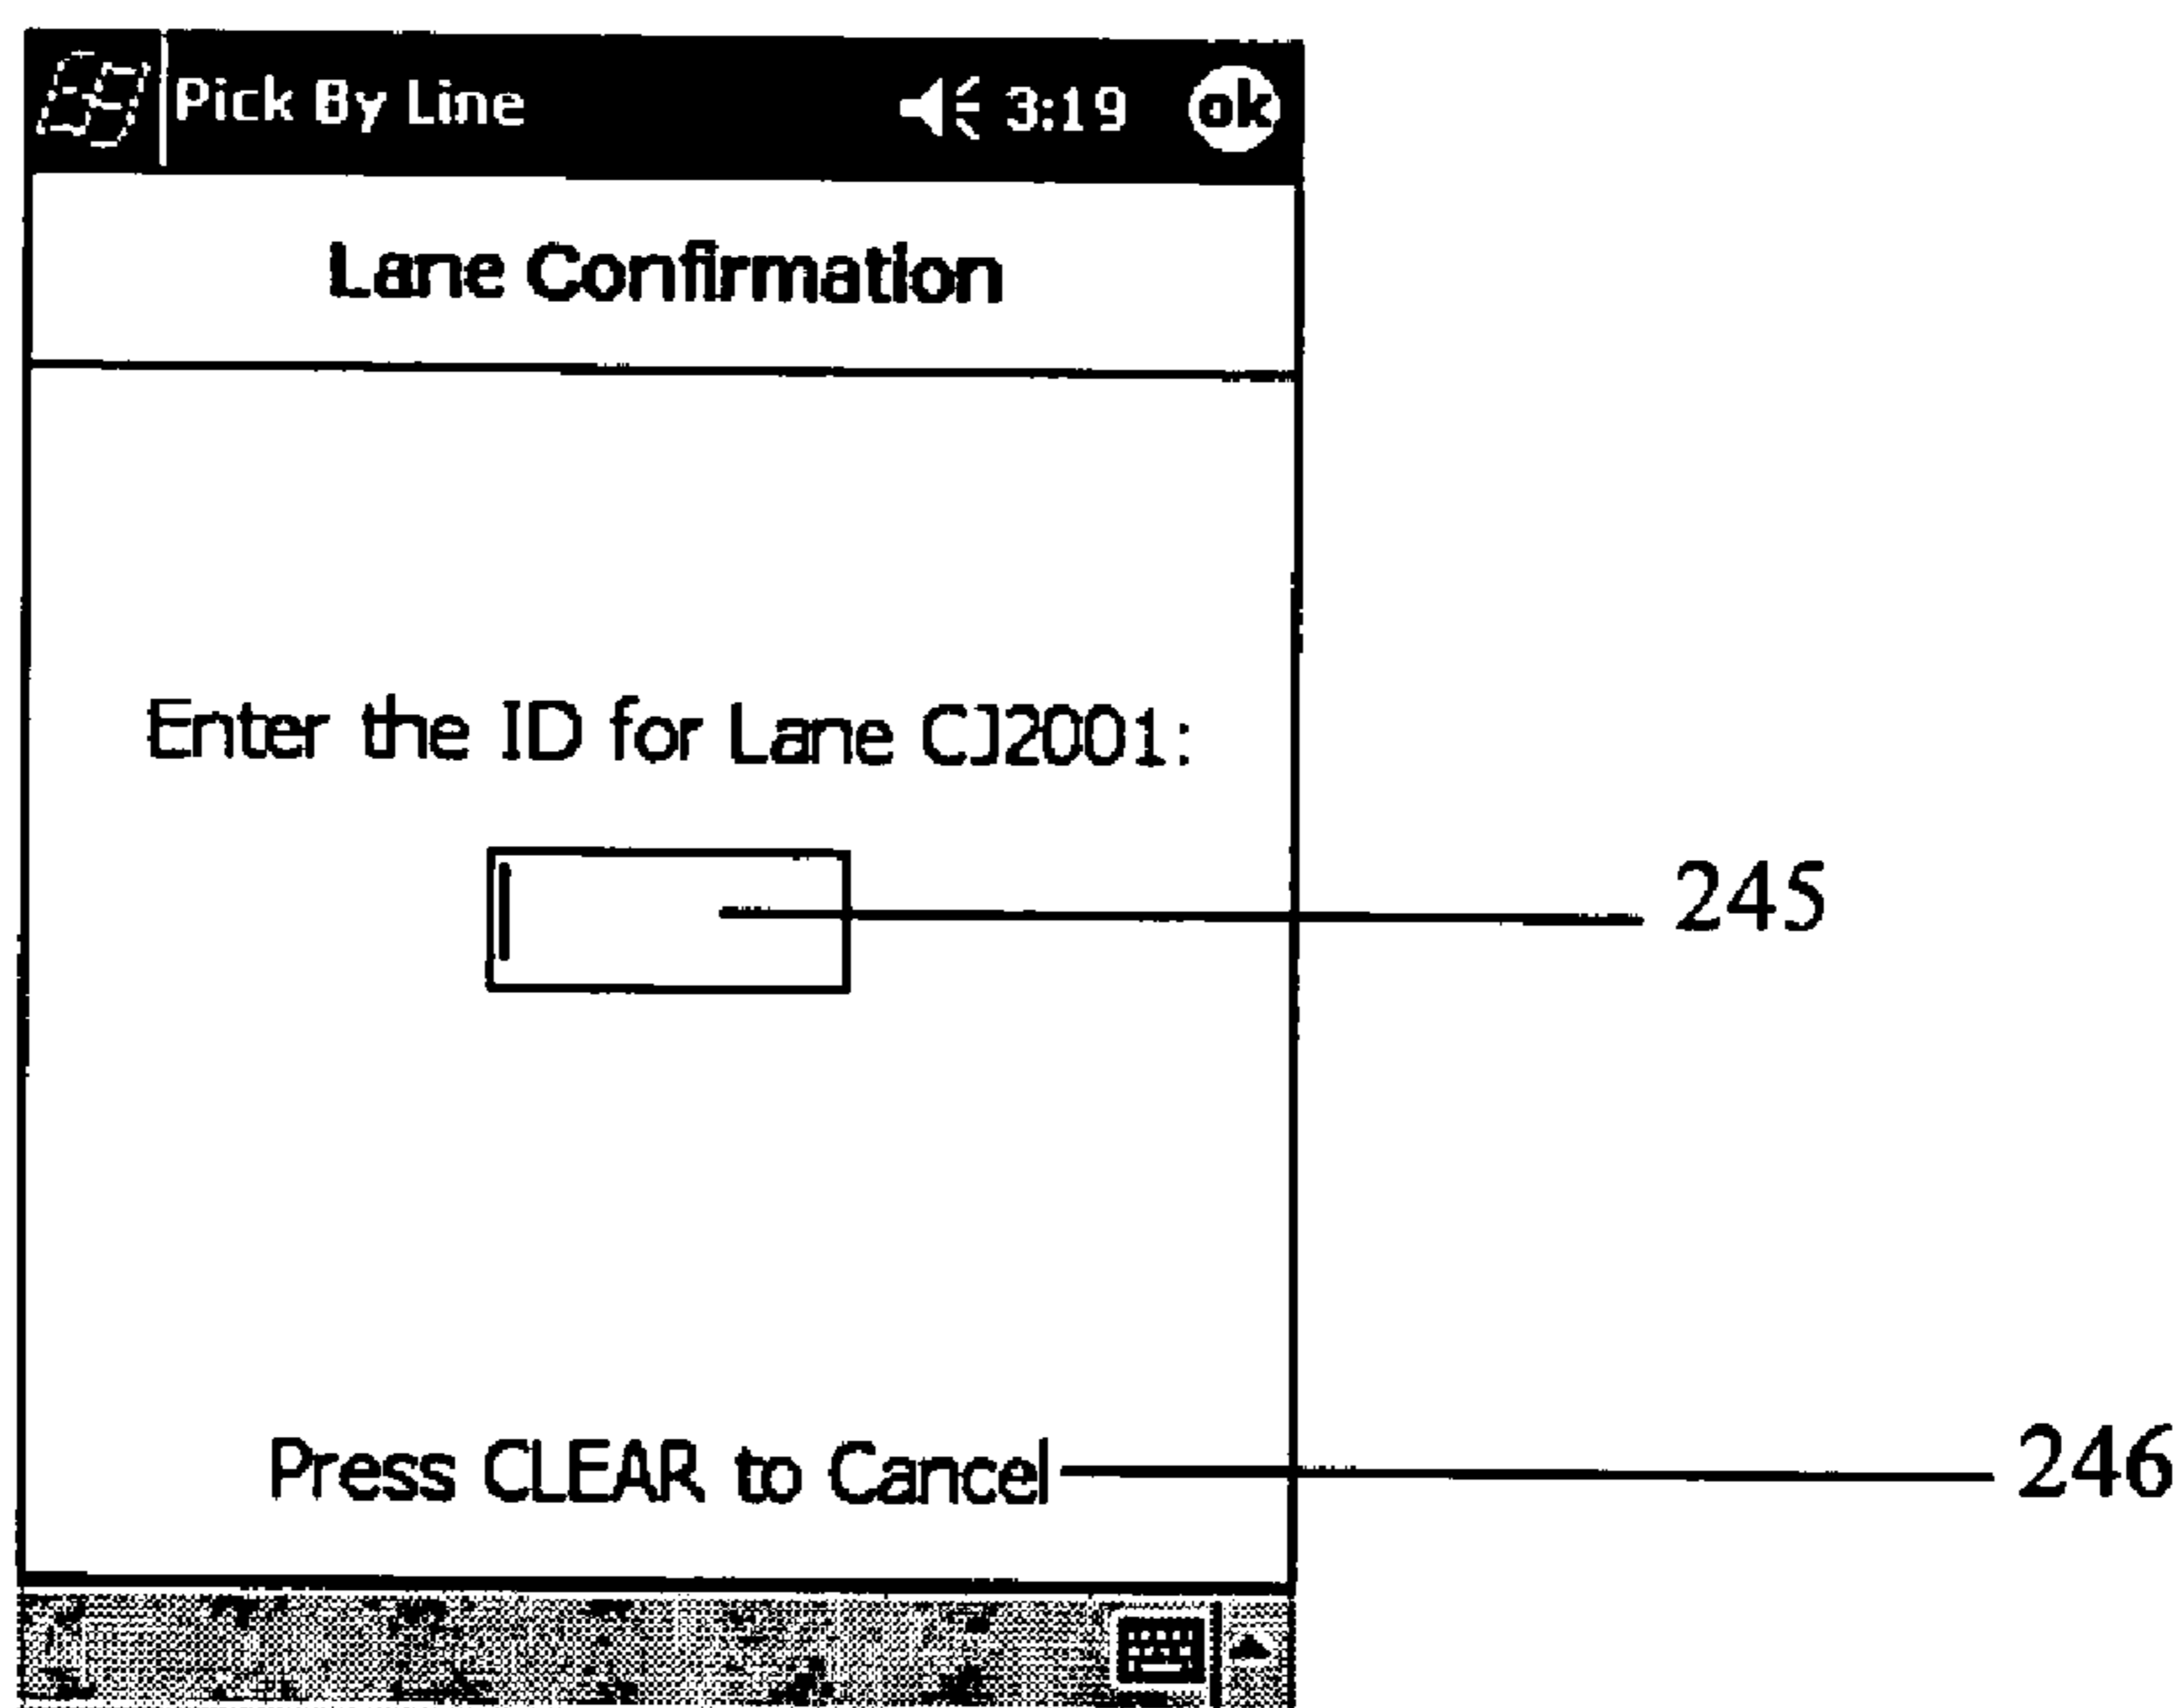 Pick By Line 3:19 ok
Lane Confirmation
Enter the ID for Lane CJ2001:
245
Press CLEAR to Cancel
246